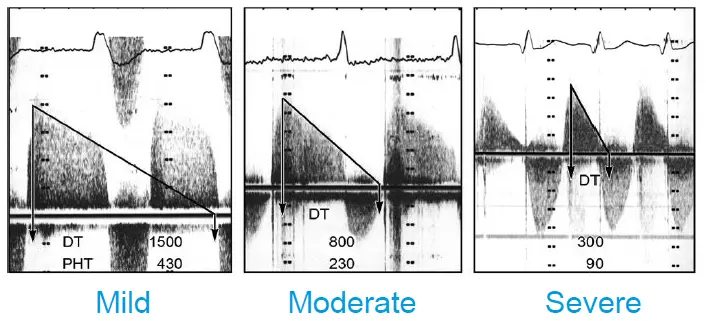 DT 1500
PHT 430
DT
800
230
DT
300
90
Mild
Moderate
Severe